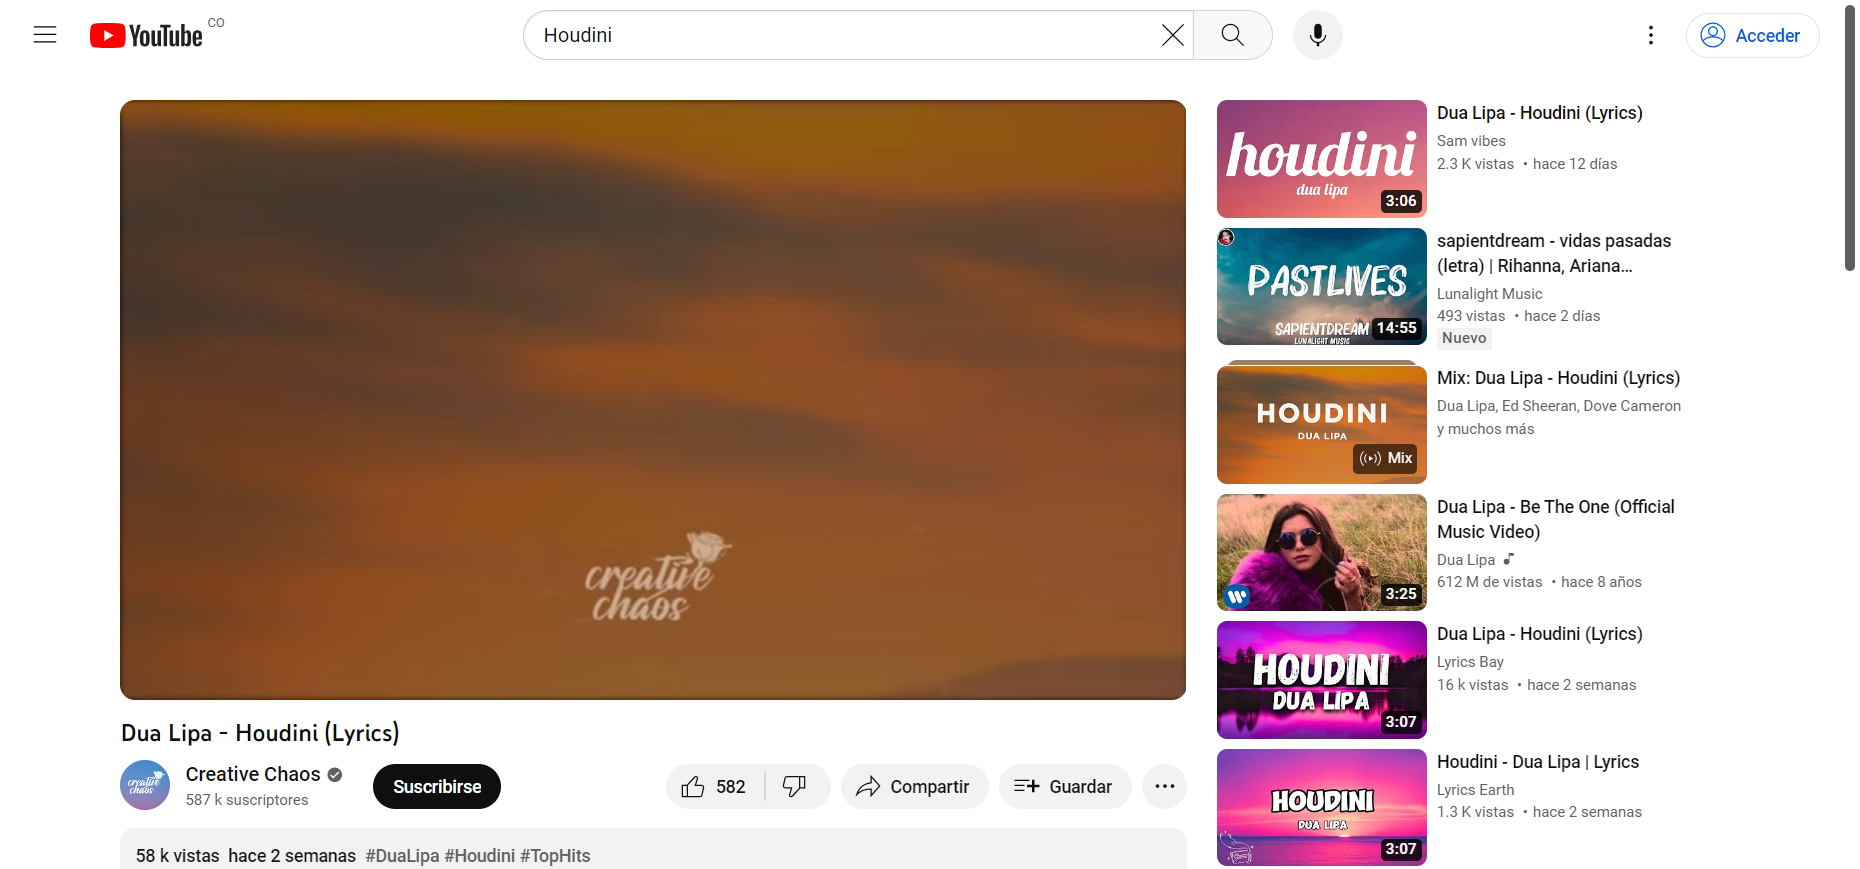 YouTube CO
Houdini
Acceder
creative
chaos
Dua Lipa - Houdini (Lyrics)
creative
chaos
Creative Chaos
587 k suscriptores
Suscribirse
582
Compartir
Guardar
58 k vistas hace 2 semanas #DuaLipa #Houdini #TopHits
houdini
dua lipa
3:06
Dua Lipa - Houdini (Lyrics)
Sam vibes
2.3 K vistas • hace 12 días
PASTLIVES
SAPIENTDREAM
LUNALIGHT MUSIC
14:55
sapientdream - vidas pasadas
(letra) | Rihanna, Ariana...
Lunalight Music
493 vistas • hace 2 días
Nuevo
HOUDINI
DUA LIPA
Mix
Mix: Dua Lipa - Houdini (Lyrics)
Dua Lipa, Ed Sheeran, Dove Cameron
y muchos más
3:25
Dua Lipa - Be The One (Official
Music Video)
Dua Lipa
612 M de vistas • hace 8 años
HOUDINI
DUA LIPA
3:07
Dua Lipa - Houdini (Lyrics)
Lyrics Bay
16 k vistas • hace 2 semanas
HOUDINI
DUA LIPA
3:07
Houdini - Dua Lipa | Lyrics
Lyrics Earth
1.3 K vistas • hace 2 semanas